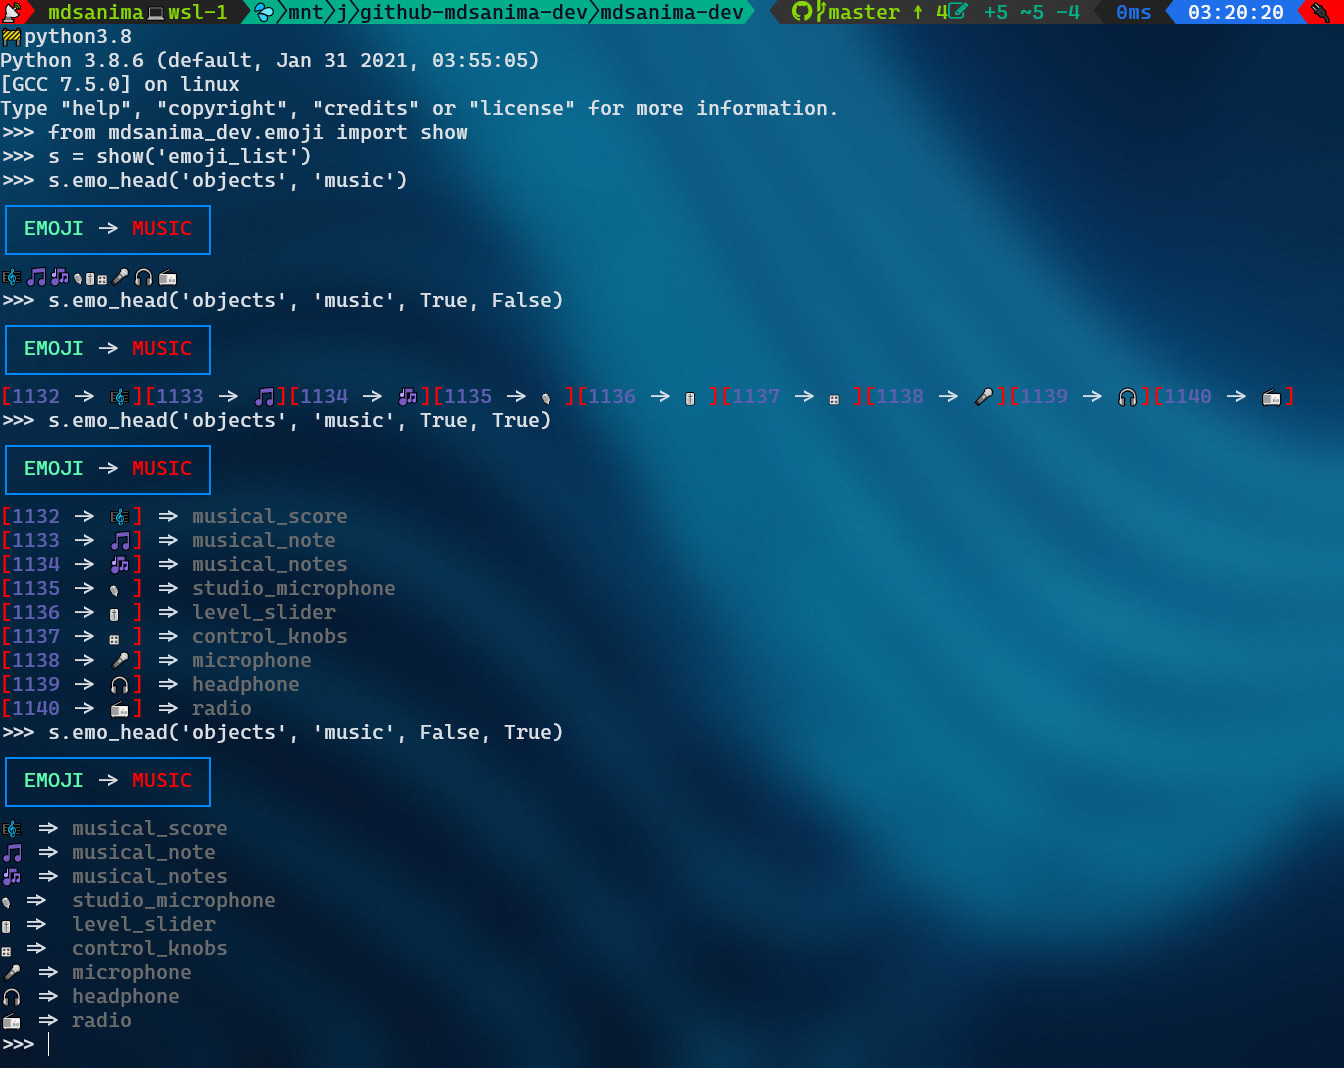 mdsanima 💻 wsl-1 mnt j github-mdsanima-dev mdsanima-dev master ↑ 4 +5 ~5 -4 0ms 03:20:20
🚧python3.8
Python 3.8.6 (default, Jan 31 2021, 03:55:05)
[GCC 7.5.0] on linux
Type "help", "copyright", "credits" or "license" for more information.
>>> from mdsanima_dev.emoji import show
>>> s = show('emoji_list')
>>> s.emo_head('objects', 'music')
EMOJI → MUSIC
🎼🎵🎶🎙🎚🎛🎤🎧📻
>>> s.emo_head('objects', 'music', True, False)
EMOJI → MUSIC
[1132 → 🎼][1133 → 🎵][1134 → 🎶][1135 → 🎙 ][1136 → 🎚 ][1137 → 🎛 ][1138 → 🎤][1139 → 🎧][1140 → 📻]
>>> s.emo_head('objects', 'music', True, True)
EMOJI → MUSIC
[1132 → 🎼] ⇒ musical_score
[1133 → 🎵] ⇒ musical_note
[1134 → 🎶] ⇒ musical_notes
[1135 → 🎙 ] ⇒ studio_microphone
[1136 → 🎚 ] ⇒ level_slider
[1137 → 🎛 ] ⇒ control_knobs
[1138 → 🎤] ⇒ microphone
[1139 → 🎧] ⇒ headphone
[1140 → 📻] ⇒ radio
>>> s.emo_head('objects', 'music', False, True)
EMOJI → MUSIC
🎼 ⇒ musical_score
🎵 ⇒ musical_note
🎶 ⇒ musical_notes
🎙 ⇒ studio_microphone
🎚 ⇒ level_slider
🎛 ⇒ control_knobs
🎤 ⇒ microphone
🎧 ⇒ headphone
📻 ⇒ radio
>>>